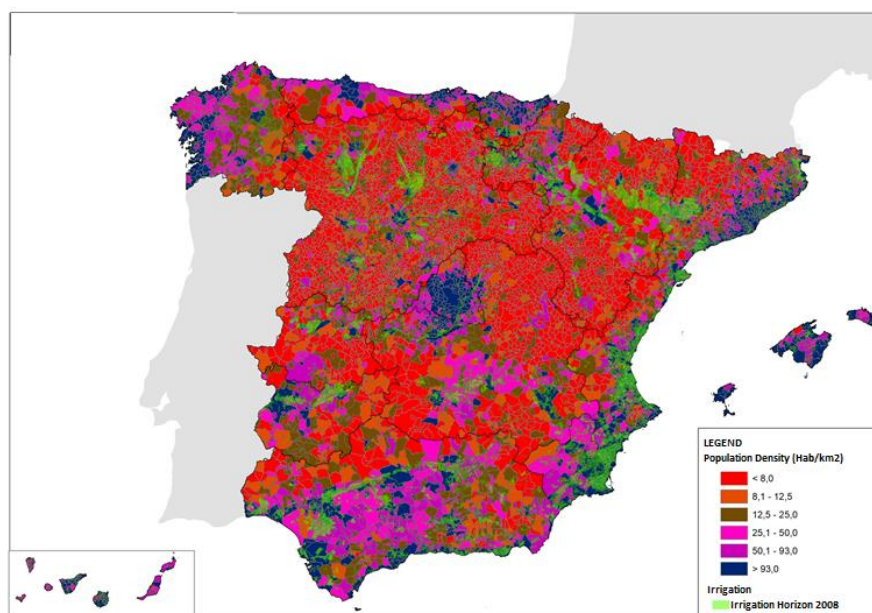 LEGEND
Population Density (Hab/km2)
< 8,0
8,1 - 12,5
12,5 - 25,0
25,1 - 50,0
50,1 - 93,0
> 93,0
Irrigation
Irrigation Horizon 2008